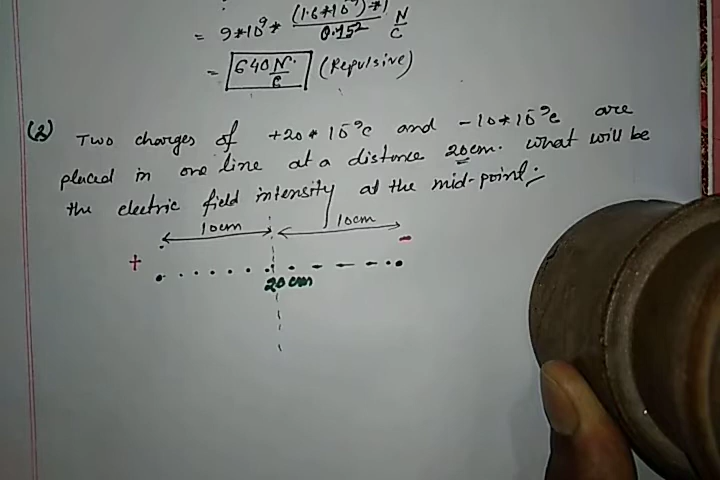 = 9*10⁹* (1.6*10⁻⁹)*1 / 0.15² N/C
= 640 N/C (Repulsive)
(2) Two charges of +20*10⁻⁹c and -10*10⁻⁹c are
placed in one line at a distance 20cm. what will be
the electric field intensity at the mid-point:-
10cm 10cm
+ -
20cm